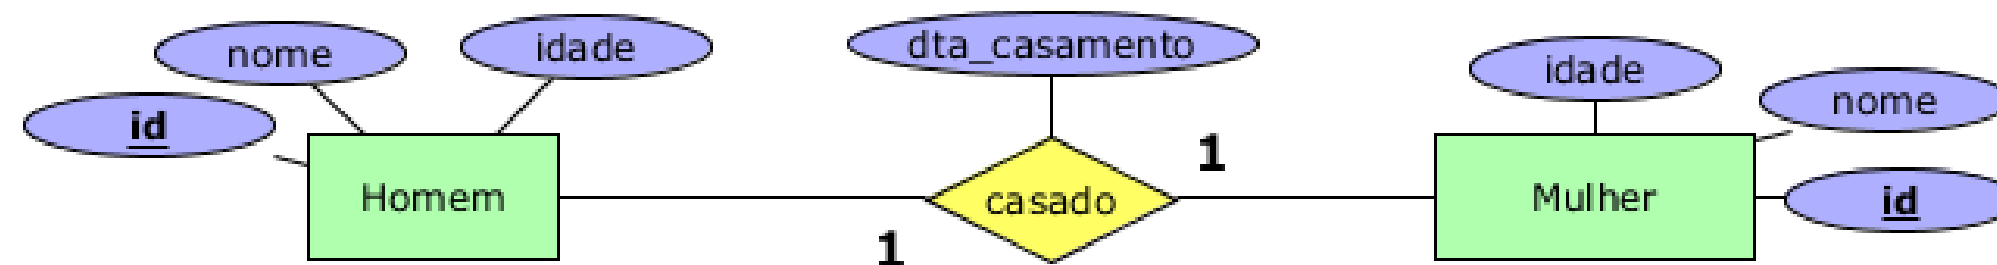 nome
idade
id
Homem
dta_casamento
casado
1
1
idade
nome
id
Mulher